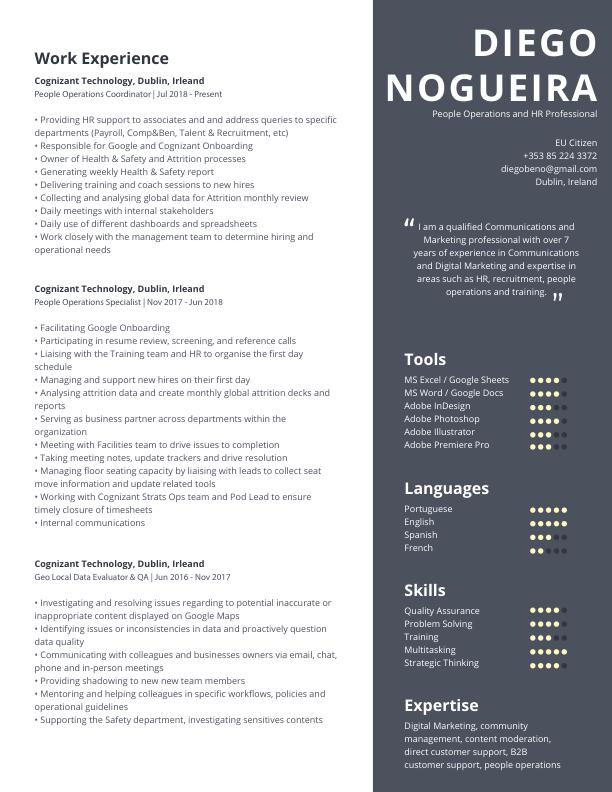 Work Experience
Cognizant Technology, Dublin, Irleand
People Operations Coordinator | Jul 2018 - Present
• Providing HR support to associates and and address queries to specific
departments (Payroll, Comp&Ben, Talent & Recruitment, etc)
• Responsible for Google and Cognizant Onboarding
• Owner of Health & Safety and Attrition processes
• Generating weekly Health & Safety report
• Delivering training and coach sessions to new hires
• Collecting and analysing global data for Attrition monthly review
• Daily meetings with internal stakeholders
• Daily use of different dashboards and spreadsheets
• Work closely with the management team to determine hiring and
operational needs
Cognizant Technology, Dublin, Irleand
People Operations Specialist | Nov 2017 - Jun 2018
• Facilitating Google Onboarding
• Participating in resume review, screening, and reference calls
• Liaising with the Training team and HR to organise the first day
schedule
• Managing and support new hires on their first day
• Analysing attrition data and create monthly global attrition decks and
reports
• Serving as business partner across departments within the
organization
• Meeting with Facilities team to drive issues to completion
• Taking meeting notes, update trackers and drive resolution
• Managing floor seating capacity by liaising with leads to collect seat
move information and update related tools
• Working with Cognizant Strats Ops team and Pod Lead to ensure
timely closure of timesheets
• Internal communications
Cognizant Technology, Dublin, Irleand
Geo Local Data Evaluator & QA | Jun 2016 - Nov 2017
• Investigating and resolving issues regarding to potential inaccurate or
inappropriate content displayed on Google Maps
• Identifying issues or inconsistencies in data and proactively question
data quality
• Communicating with colleagues and businesses owners via email, chat,
phone and in-person meetings
• Providing shadowing to new new team members
• Mentoring and helping colleagues in specific workflows, policies and
operational guidelines
• Supporting the Safety department, investigating sensitives contents
DIEGO
NOGUEIRA
People Operations and HR Professional
EU Citizen
+353 85 224 3372
diegobeno@gmail.com
Dublin, Ireland
“ I am a qualified Communications and
Marketing professional with over 7
years of experience in Communications
and Digital Marketing and expertise in
areas such as HR, recruitment, people
operations and training. ”
Tools
MS Excel / Google Sheets
MS Word / Google Docs
Adobe InDesign
Adobe Photoshop
Adobe Illustrator
Adobe Premiere Pro
Languages
Portuguese
English
Spanish
French
Skills
Quality Assurance
Problem Solving
Training
Multitasking
Strategic Thinking
Expertise
Digital Marketing, community
management, content moderation,
direct customer support, B2B
customer support, people operations